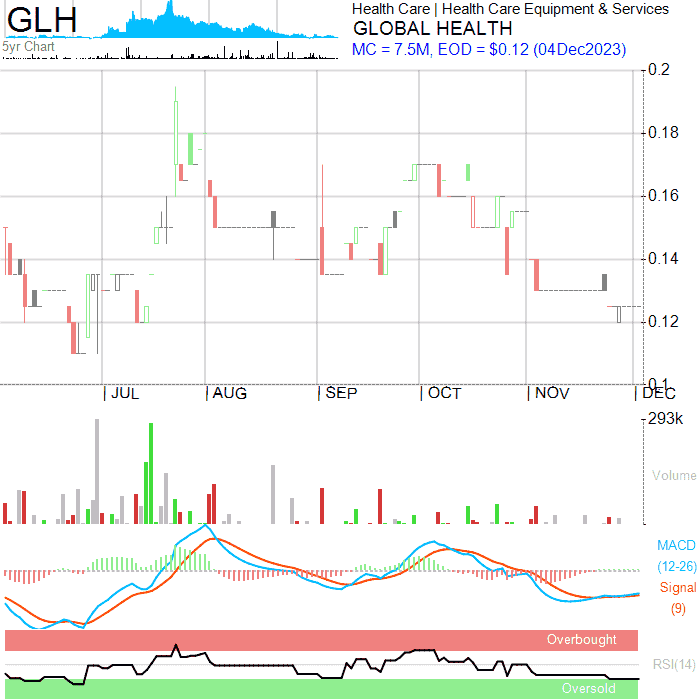 GLH
5yr Chart
Health Care | Health Care Equipment & Services
GLOBAL HEALTH
MC = 7.5M, EOD = $0.12 (04Dec2023)
0.2
0.18
0.16
0.14
0.12
0.1
JUL AUG SEP OCT NOV DEC
293k
Volume
MACD
(12-26)
Signal
(9)
Overbought
RSI(14)
Oversold